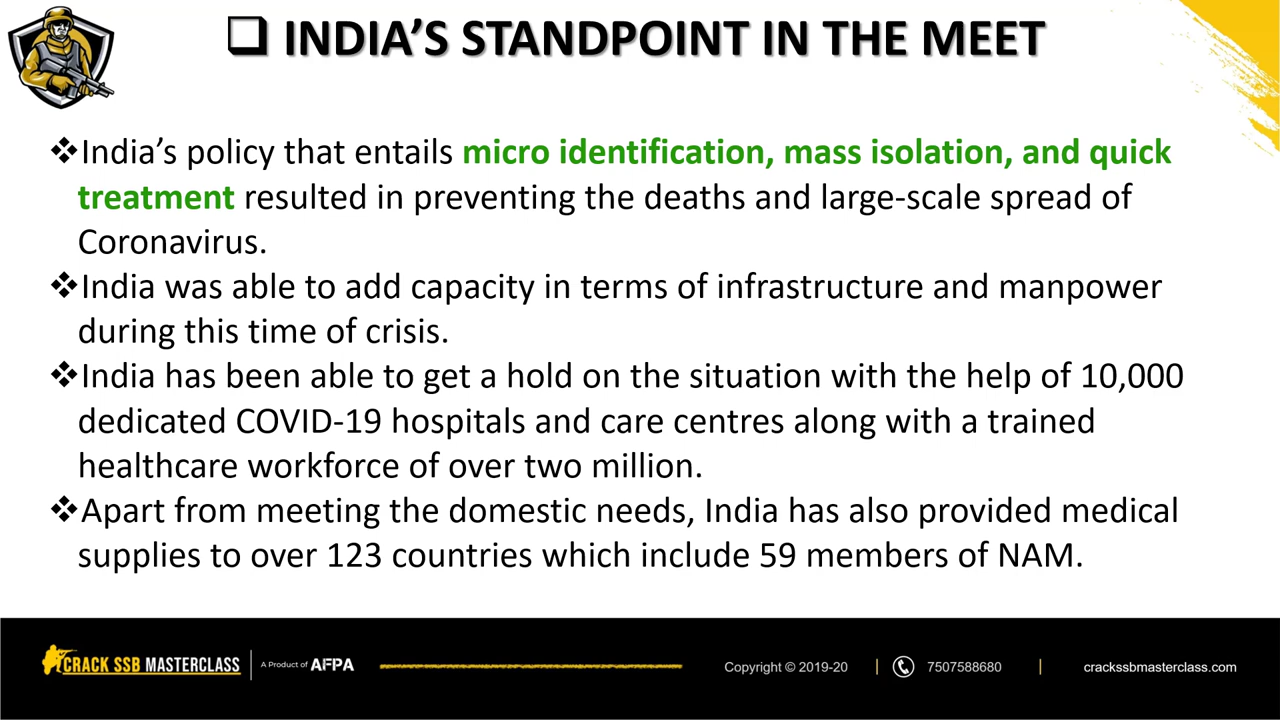 ❑ INDIA’S STANDPOINT IN THE MEET
❖India’s policy that entails micro identification, mass isolation, and quick
treatment resulted in preventing the deaths and large-scale spread of
Coronavirus.
❖India was able to add capacity in terms of infrastructure and manpower
during this time of crisis.
❖India has been able to get a hold on the situation with the help of 10,000
dedicated COVID-19 hospitals and care centres along with a trained
healthcare workforce of over two million.
❖Apart from meeting the domestic needs, India has also provided medical
supplies to over 123 countries which include 59 members of NAM.
CRACK SSB MASTERCLASS | A Product of AFPA Copyright © 2019-20 | 7507588680 | crackssbmasterclass.com